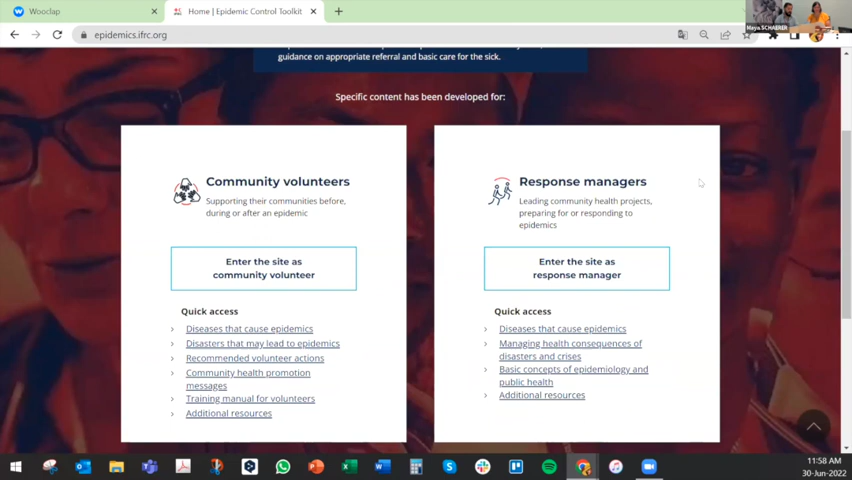 Wooclap
Home | Epidemic Control Toolkit
epidemics.ifrc.org
Maya SCHAERER
guidance on appropriate referral and basic care for the sick.
Specific content has been developed for:
Community volunteers
Supporting their communities before,
during or after an epidemic
Enter the site as
community volunteer
Quick access
Diseases that cause epidemics
Disasters that may lead to epidemics
Recommended volunteer actions
Community health promotion
messages
Training manual for volunteers
Additional resources
Response managers
Leading community health projects,
preparing for or responding to
epidemics
Enter the site as
response manager
Quick access
Diseases that cause epidemics
Managing health consequences of
disasters and crises
Basic concepts of epidemiology and
public health
Additional resources
11:58 AM
30-Jun-2022